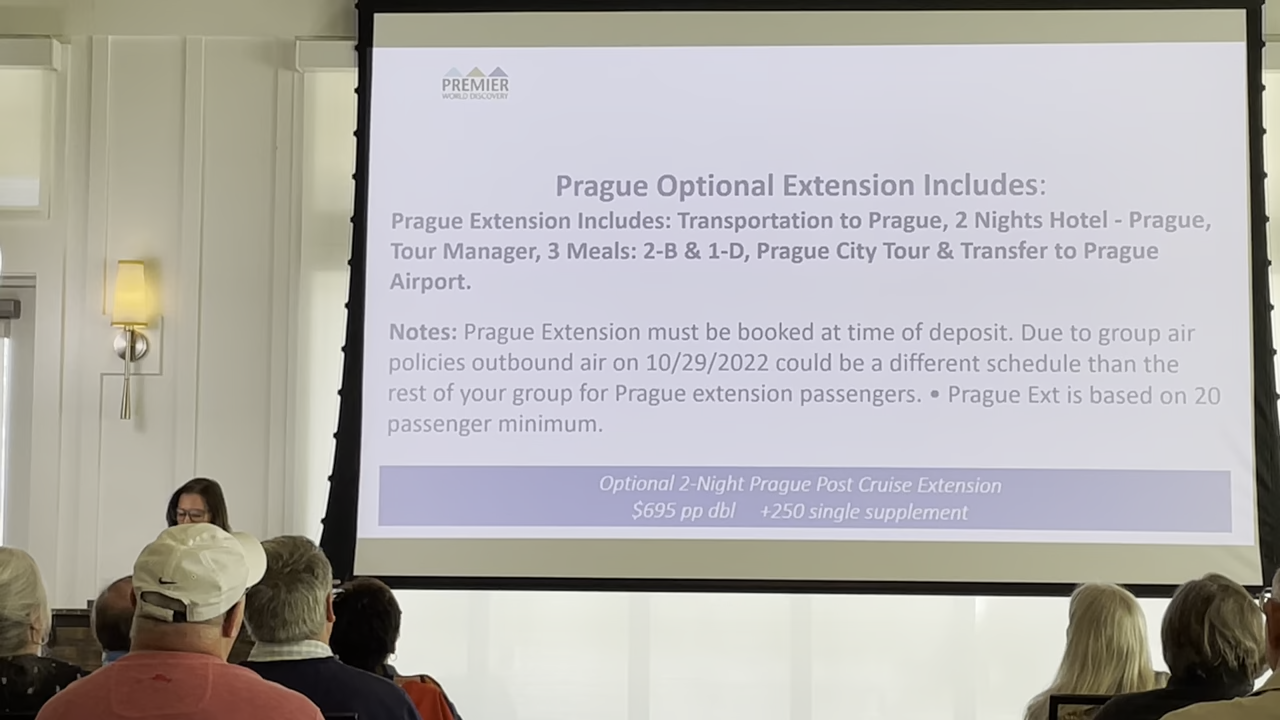 PREMIER
WORLD DISCOVERY
Prague Optional Extension Includes:
Prague Extension Includes: Transportation to Prague, 2 Nights Hotel - Prague,
Tour Manager, 3 Meals: 2-B & 1-D, Prague City Tour & Transfer to Prague
Airport.
Notes: Prague Extension must be booked at time of deposit. Due to group air
policies outbound air on 10/29/2022 could be a different schedule than the
rest of your group for Prague extension passengers. • Prague Ext is based on 20
passenger minimum.
Optional 2-Night Prague Post Cruise Extension
$695 pp dbl +250 single supplement